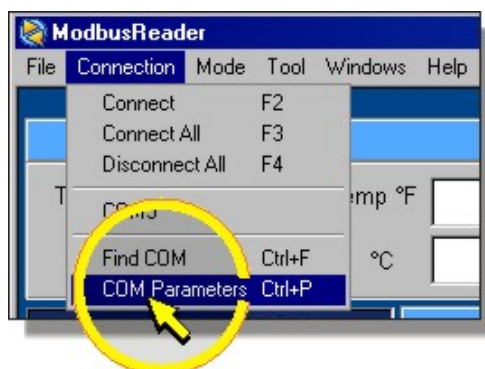 ModbusReader
File Connection Mode Tool Windows Help
Connect F2
Connect All F3
Disconnect All F4
Temp °F
Find COM Ctrl+F
°C
COM Parameters Ctrl+P